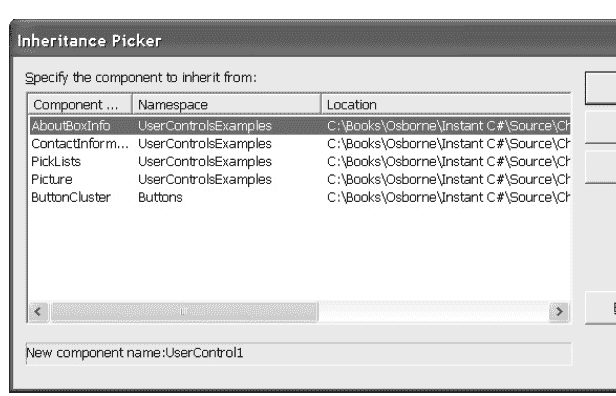 Inheritance Picker
Specify the component to inherit from:
Component ... Namespace Location
AboutBoxInfo UserControlsExamples C:\Books\Osborne\Instant C#\Source\Ch
ContactInform... UserControlsExamples C:\Books\Osborne\Instant C#\Source\Ch
PickLists UserControlsExamples C:\Books\Osborne\Instant C#\Source\Ch
Picture UserControlsExamples C:\Books\Osborne\Instant C#\Source\Ch
ButtonCluster Buttons C:\Books\Osborne\Instant C#\Source\Ch
New component name:UserControl1